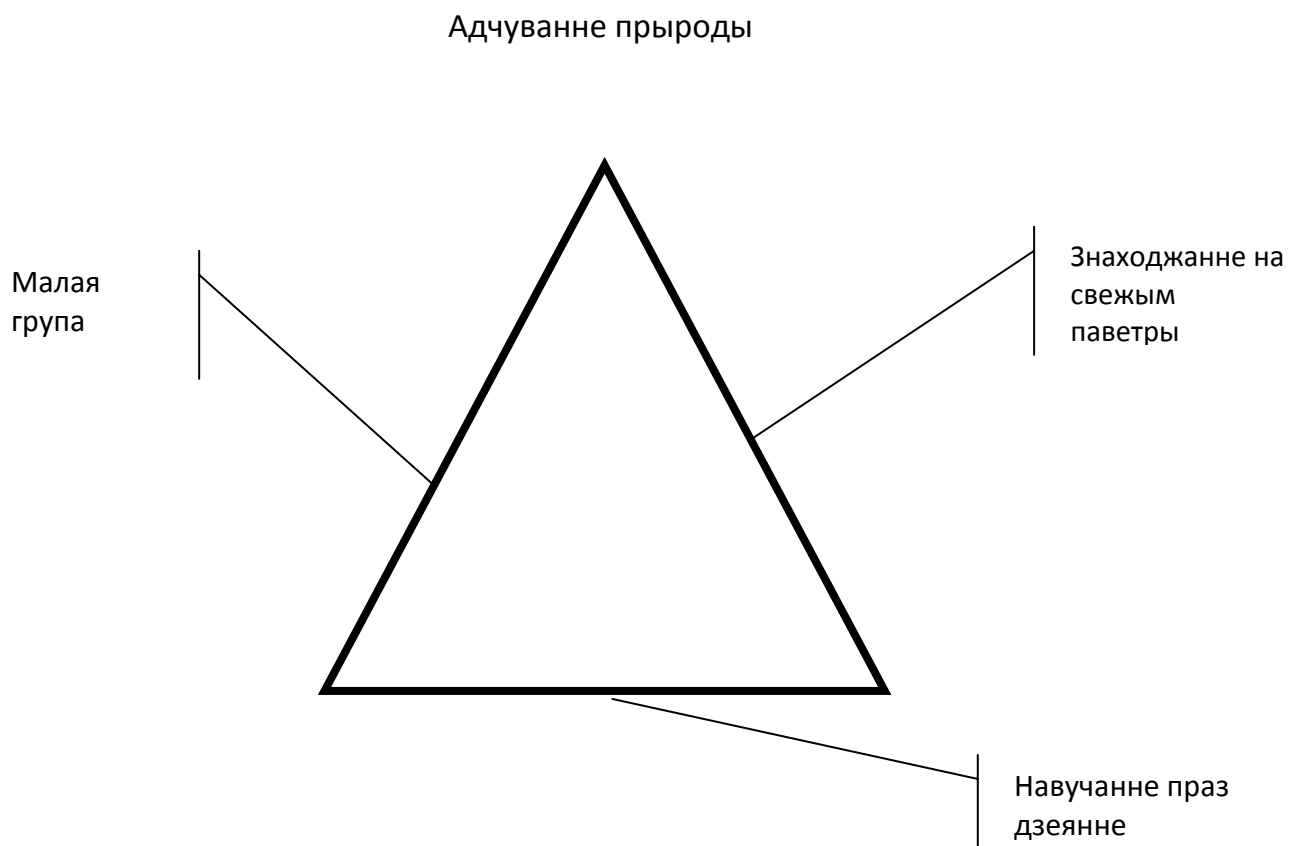 Адчуванне прыроды
Малая
група
Знаходжанне на
свежым
паветры
Навучанне праз
дзеянне